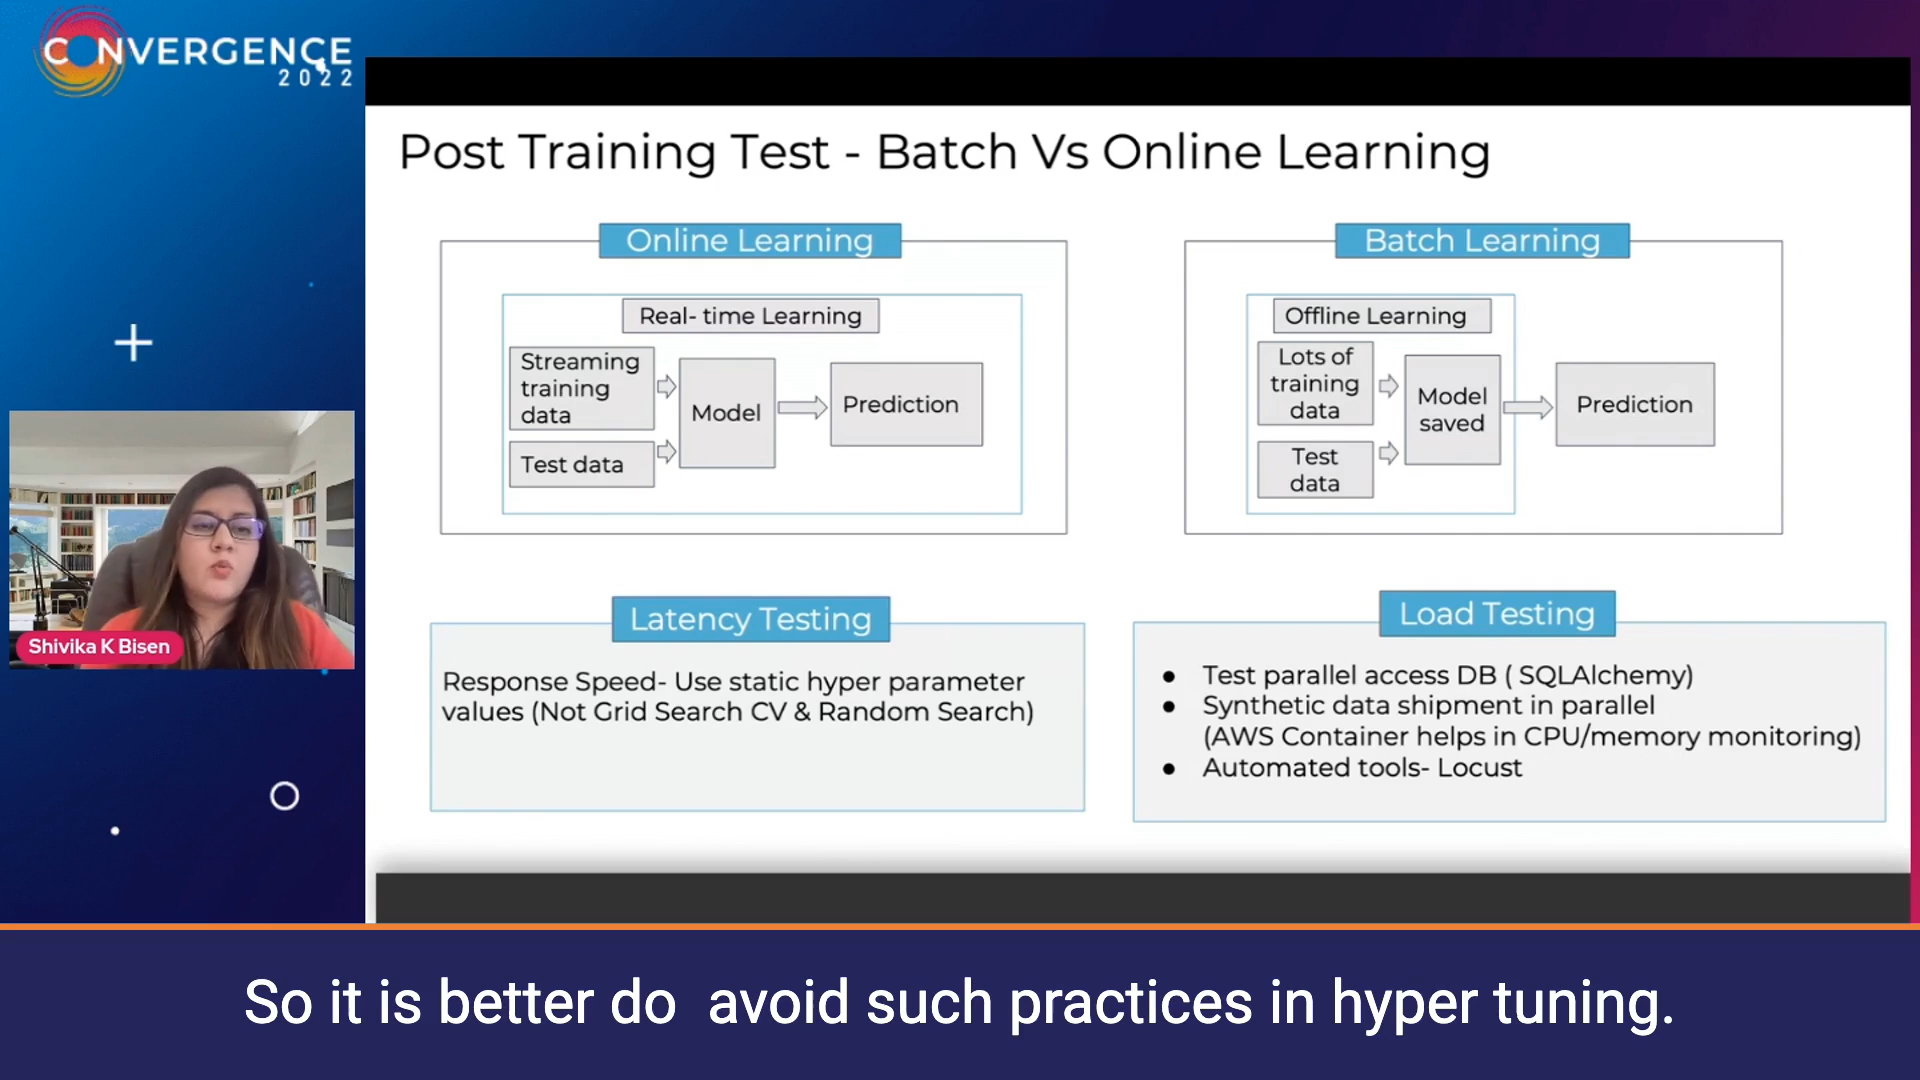 CONVERGENCE
2022
Post Training Test - Batch Vs Online Learning
Online Learning
Real- time Learning
Streaming
training
data
Test data
Model
Prediction
Batch Learning
Offline Learning
Lots of
training
data
Test
data
Model
saved
Prediction
Latency Testing
Response Speed- Use static hyper parameter
values (Not Grid Search CV & Random Search)
Load Testing
● Test parallel access DB ( SQLAlchemy)
● Synthetic data shipment in parallel
(AWS Container helps in CPU/memory monitoring)
● Automated tools- Locust
Shivika K Bisen
So it is better do  avoid such practices in hyper tuning.